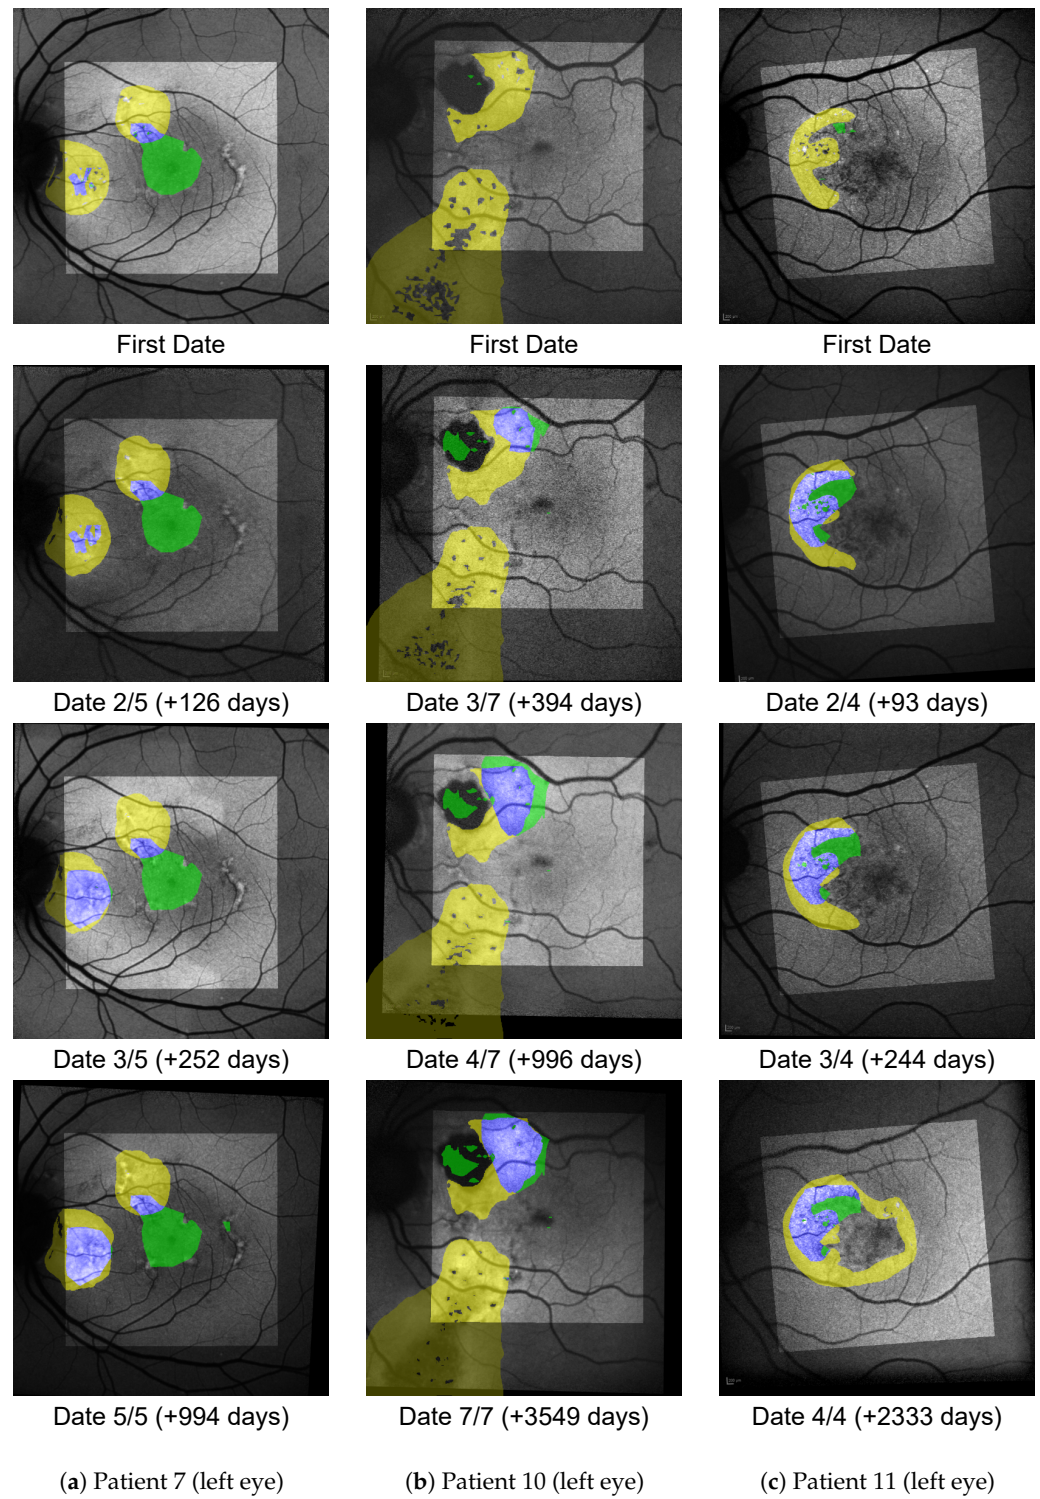 First Date
First Date
First Date
Date 2/5 (+126 days)
Date 3/7 (+394 days)
Date 2/4 (+93 days)
Date 3/5 (+252 days)
Date 4/7 (+996 days)
Date 3/4 (+244 days)
Date 5/5 (+994 days)
Date 7/7 (+3549 days)
Date 4/4 (+2333 days)
(a) Patient 7 (left eye)
(b) Patient 10 (left eye)
(c) Patient 11 (left eye)